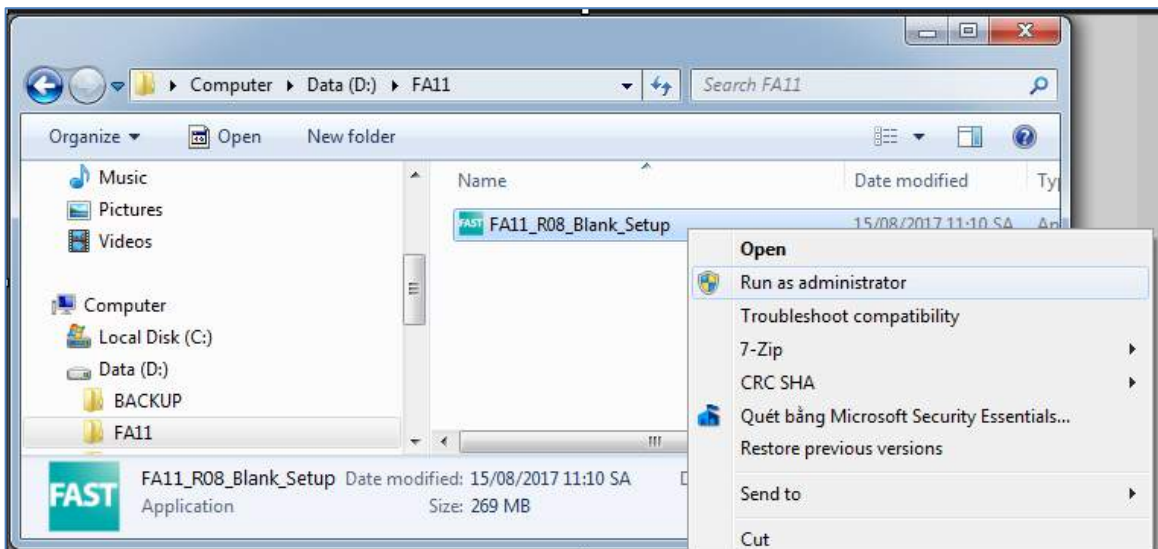 Computer ▸ Data (D:) ▸ FA11
Search FA11
Organize
Open
New folder
Music
Pictures
Videos
Computer
Local Disk (C:)
Data (D:)
BACKUP
FA11
Name
Date modified
FAST FA11_R08_Blank_Setup
15/08/2017 11:10 SA
Open
Run as administrator
Troubleshoot compatibility
7-Zip
CRC SHA
Quét bằng Microsoft Security Essentials...
Restore previous versions
Send to
Cut
FAST
FA11_R08_Blank_Setup Date modified: 15/08/2017 11:10 SA
Application Size: 269 MB